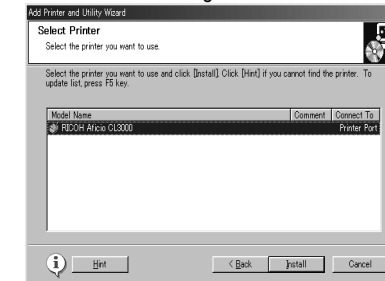 Add Printer and Utility Wizard
Select Printer
Select the printer you want to use.
Select the printer you want to use and click [Install]. Click [Hint] if you cannot find the printer. To
update list, press F5 key.
Model Name Comment Connect To
RICOH Aficio CL3000 Printer Port
Hint < Back Install Cancel